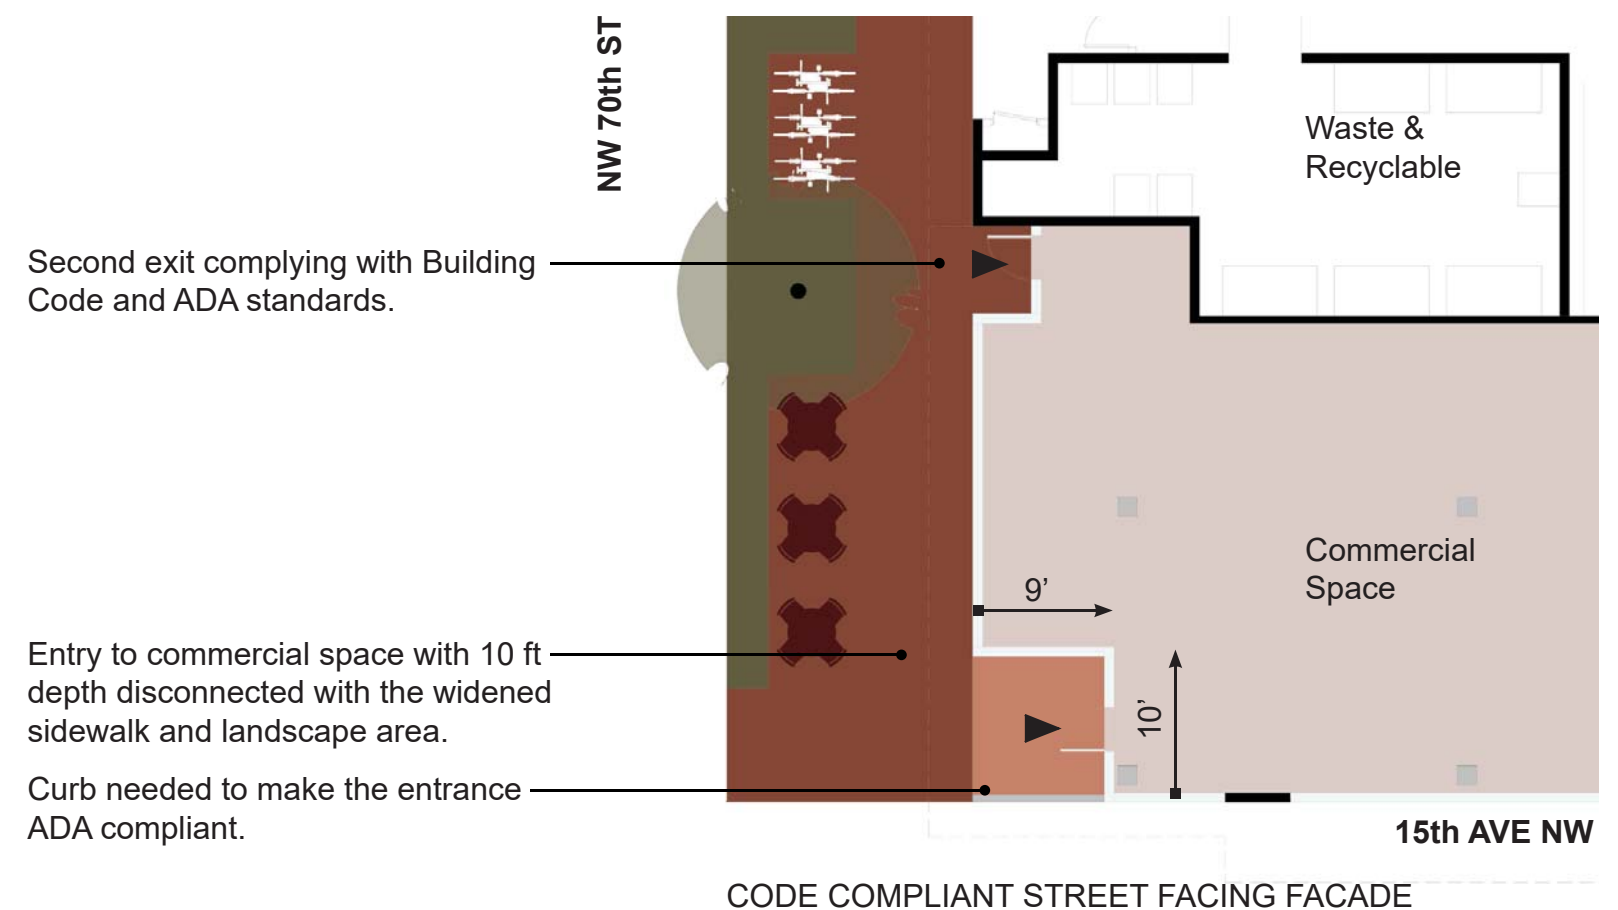 NW 70th ST
Waste &
Recyclable
Second exit complying with Building
Code and ADA standards.
Commercial
Space
9’
Entry to commercial space with 10 ft
depth disconnected with the widened
sidewalk and landscape area.
10’
Curb needed to make the entrance
ADA compliant.
15th AVE NW
CODE COMPLIANT STREET FACING FACADE